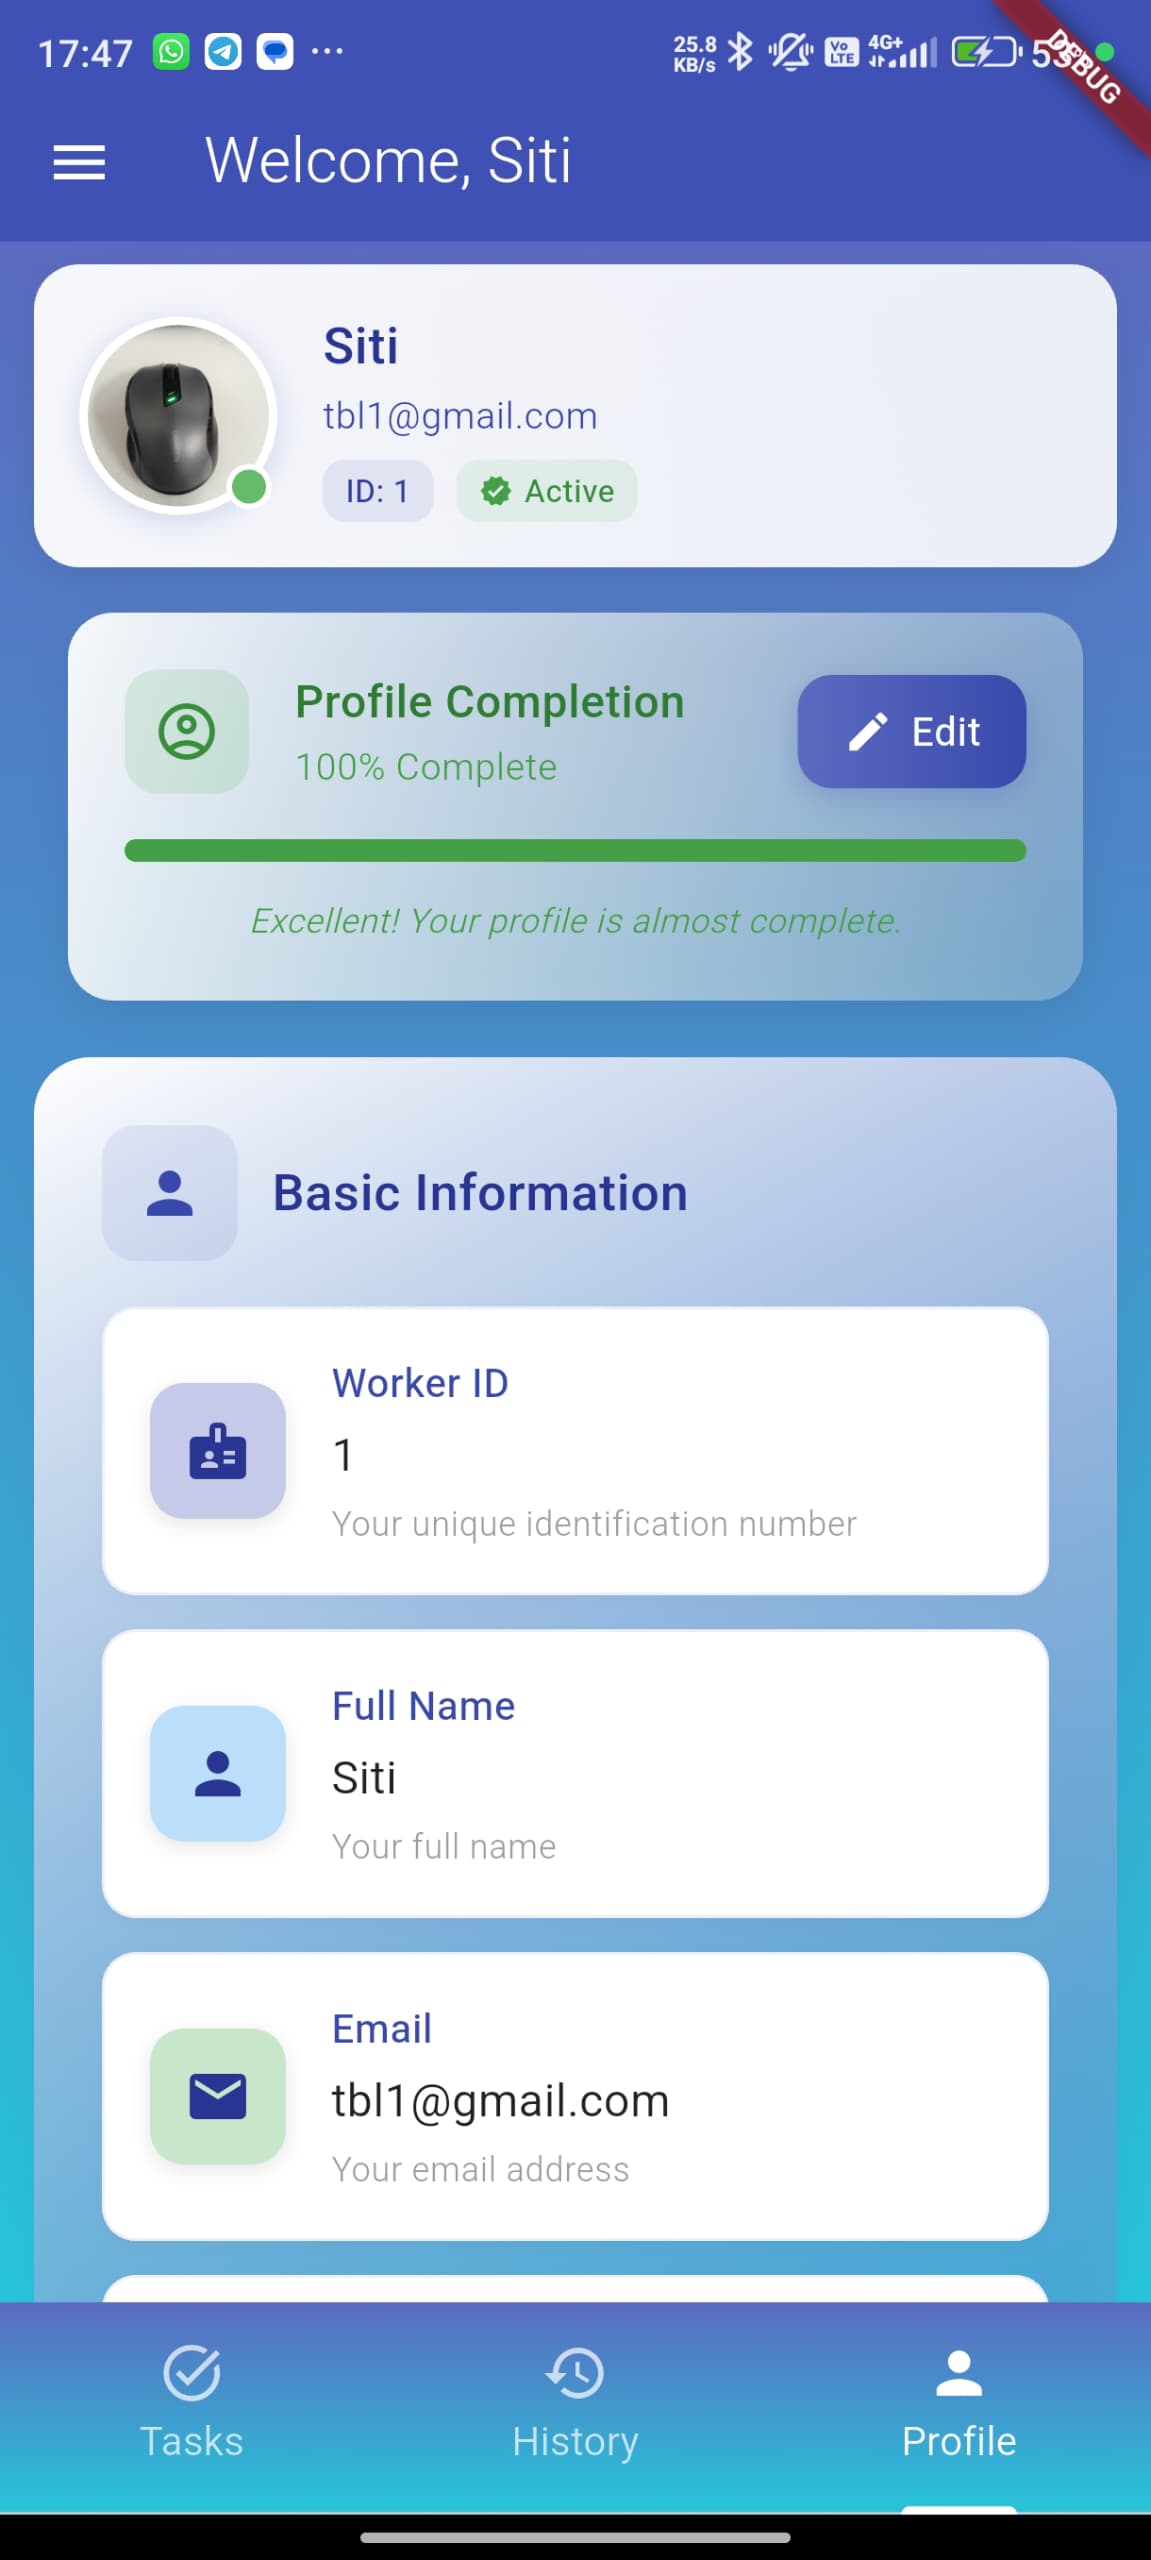 17:47
25.8 KB/s
Vo LTE
4G+
DEBUG
Welcome, Siti
Siti
tbl1@gmail.com
ID: 1
Active
Profile Completion
100% Complete
Edit
Excellent! Your profile is almost complete.
Basic Information
Worker ID
1
Your unique identification number
Full Name
Siti
Your full name
Email
tbl1@gmail.com
Your email address
Tasks
History
Profile